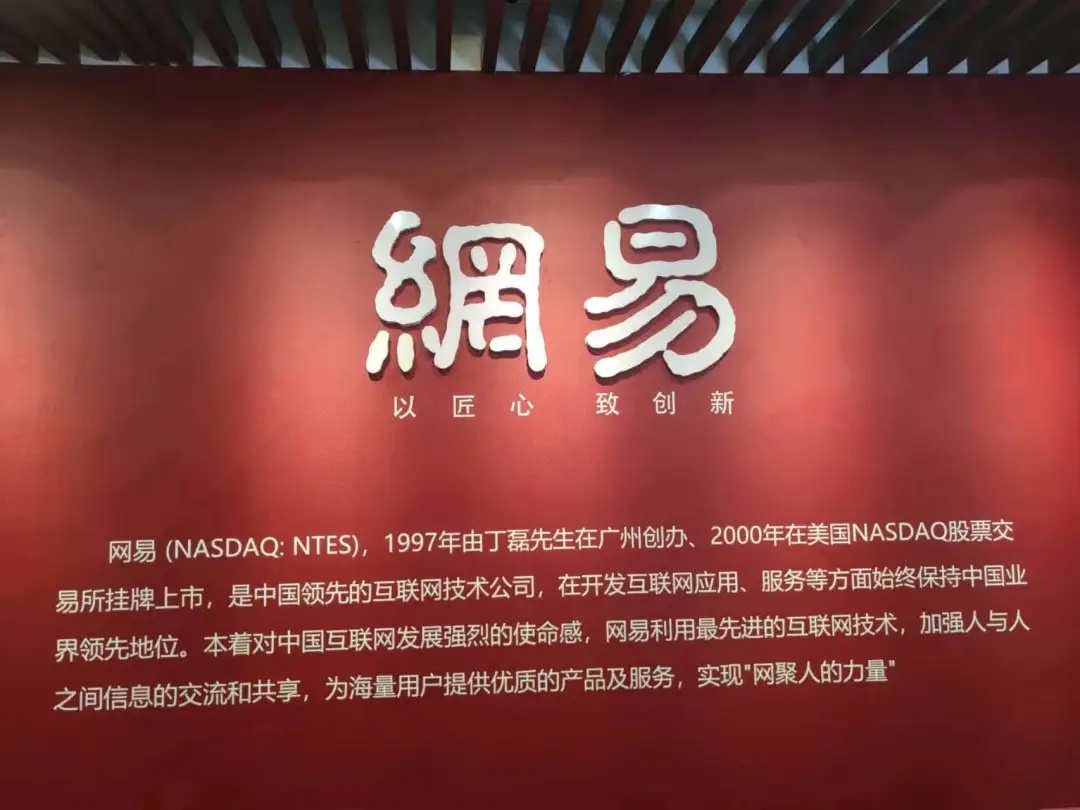 網易
以匠心 致创新
网易 (NASDAQ: NTES)，1997年由丁磊先生在广州创办、2000年在美国NASDAQ股票交
易所挂牌上市，是中国领先的互联网技术公司，在开发互联网应用、服务等方面始终保持中国业
界领先地位。本着对中国互联网发展强烈的使命感，网易利用最先进的互联网技术，加强人与人
之间信息的交流和共享，为海量用户提供优质的产品及服务，实现"网聚人的力量"